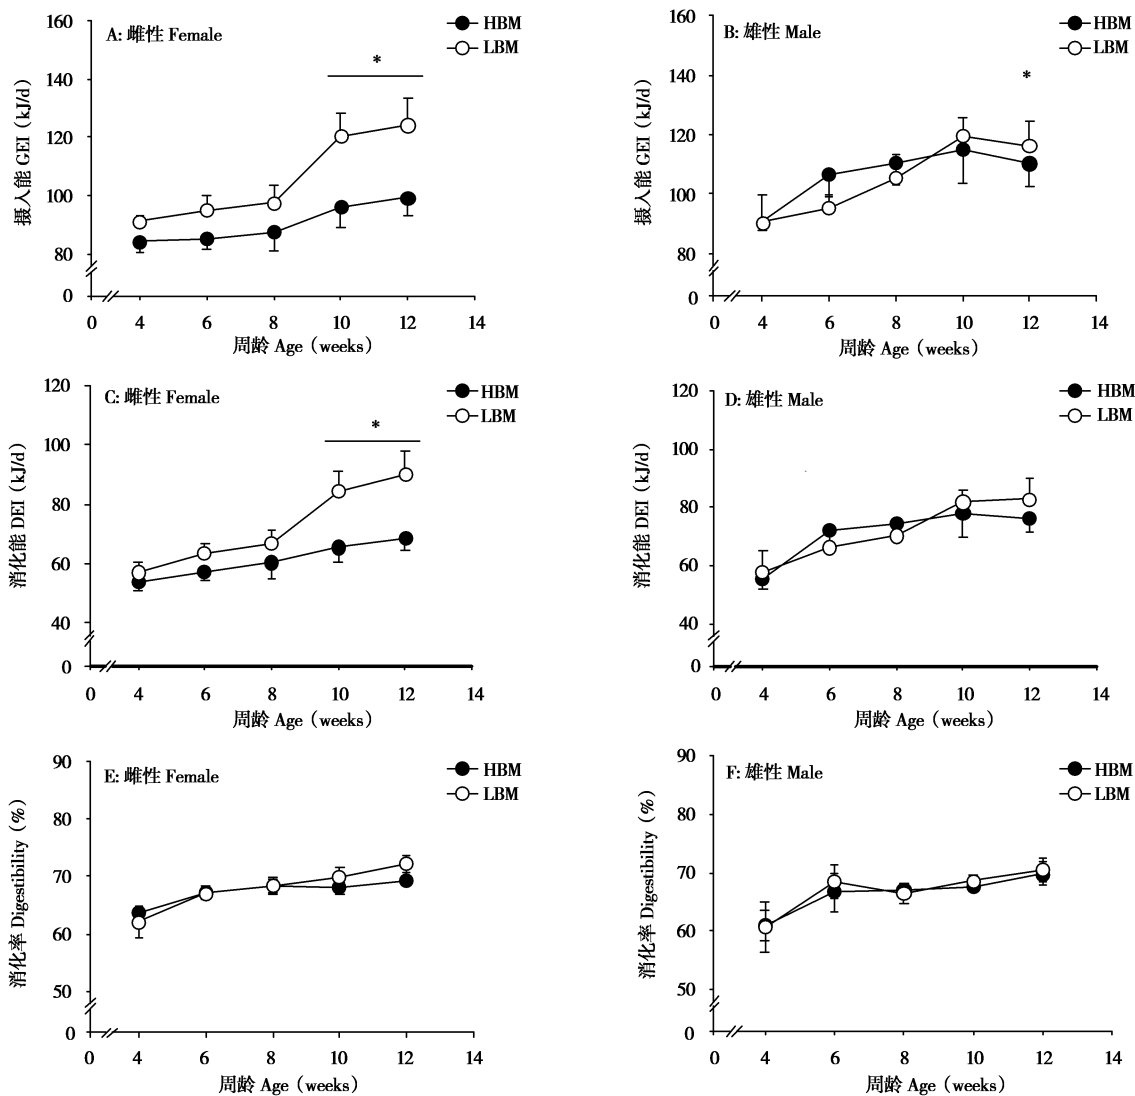 A: 雌性 Female
HBM
LBM
*
160
140
120
100
80
0
摄入能 GEI（kJ/d）
0 4 6 8 10 12 14
周龄 Age（weeks）
B: 雄性 Male
HBM
LBM
*
160
140
120
100
80
0
摄入能 GEI（kJ/d）
0 4 6 8 10 12 14
周龄 Age（weeks）
C: 雌性 Female
HBM
LBM
*
120
100
80
60
40
0
消化能 DEI（kJ/d）
0 4 6 8 10 12 14
周龄 Age（weeks）
D: 雄性 Male
HBM
LBM
120
100
80
60
40
0
消化能 DEI（kJ/d）
0 4 6 8 10 12 14
周龄 Age（weeks）
E: 雌性 Female
HBM
LBM
90
80
70
60
50
0
消化率 Digestibility（%）
0 4 6 8 10 12 14
周龄 Age（weeks）
F: 雄性 Male
HBM
LBM
90
80
70
60
50
0
消化率 Digestibility（%）
0 4 6 8 10 12 14
周龄 Age（weeks）